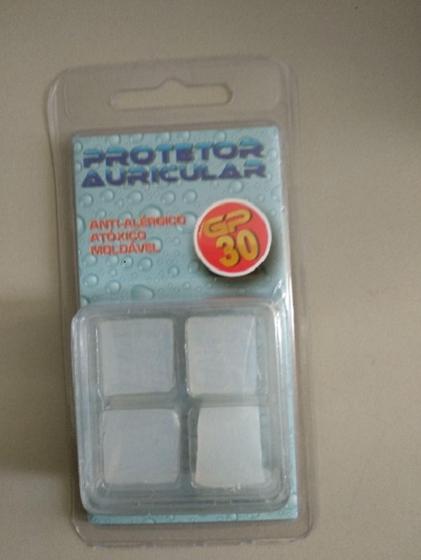 PROTETOR
AURICULAR
ANTI-ALÉRGICO
ATÓXICO
MOLDÁVEL
GP
30